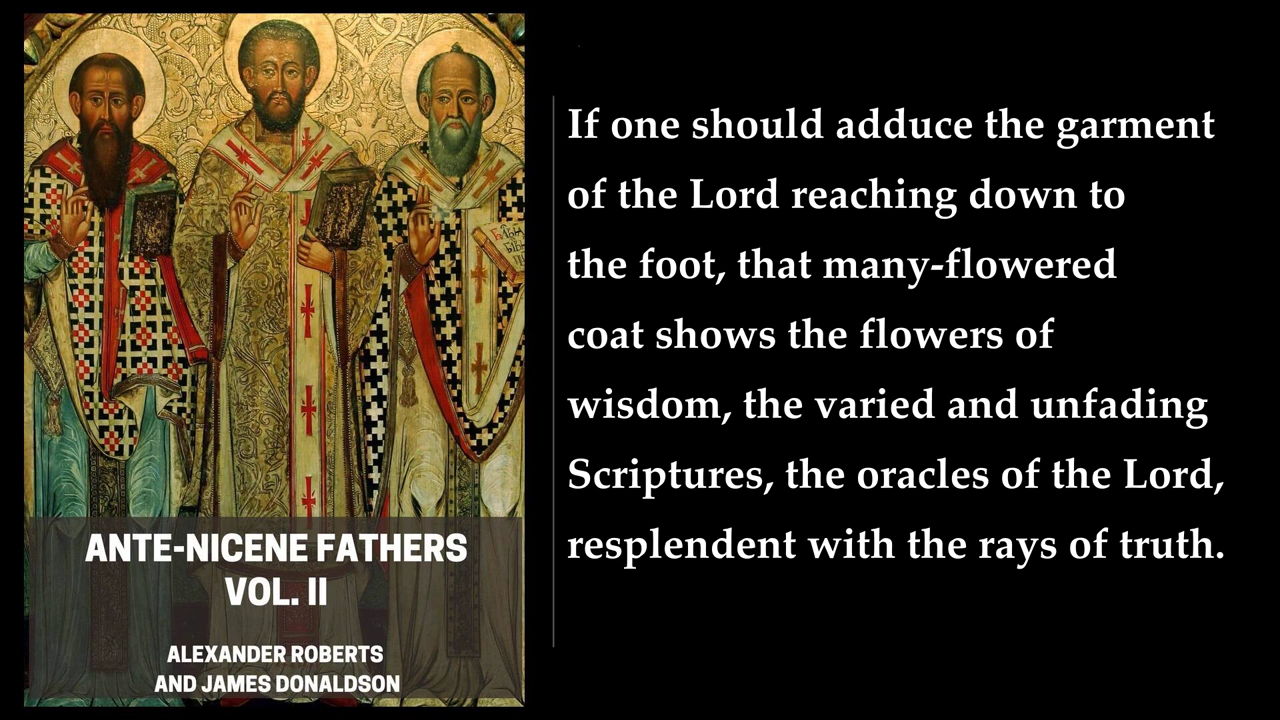 ANTE-NICENE FATHERS
VOL. II
ALEXANDER ROBERTS
AND JAMES DONALDSON
If one should adduce the garment
of the Lord reaching down to
the foot, that many-flowered
coat shows the flowers of
wisdom, the varied and unfading
Scriptures, the oracles of the Lord,
resplendent with the rays of truth.